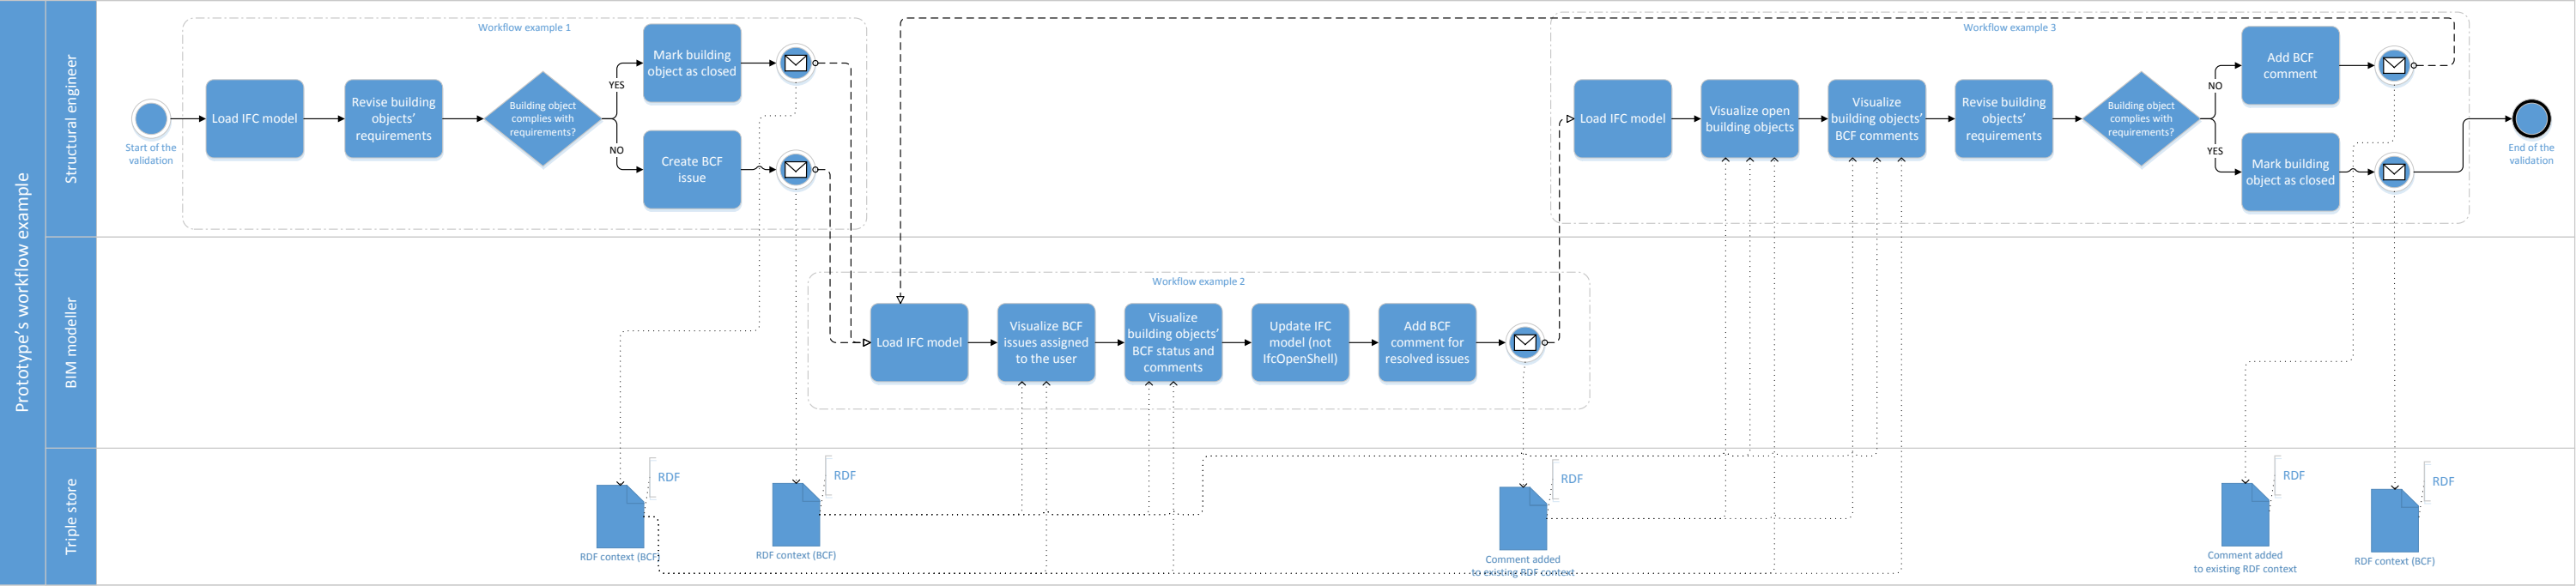 Prototype's workflow example
Structural engineer
Workflow example 1
Start of the
validation
Load IFC model
Revise building
objects'
requirements
Building object
complies with
requirements?
YES
NO
Mark building
object as closed
Create BCF
issue
Workflow example 3
Load IFC model
Visualize open
building objects
Visualize
building objects'
BCF comments
Revise building
objects'
requirements
Building object
complies with
requirements?
NO
YES
Add BCF
comment
Mark building
object as closed
End of the
validation
BIM modeller
Workflow example 2
Load IFC model
Visualize BCF
issues assigned
to the user
Visualize
building objects'
BCF status and
comments
Update IFC
model (not
IfcOpenShell)
Add BCF
comment for
resolved issues
Triple store
RDF
RDF context (BCF)
RDF
RDF context (BCF)
RDF
Comment added
to existing RDF context
RDF
Comment added
to existing RDF context
RDF
RDF context (BCF)